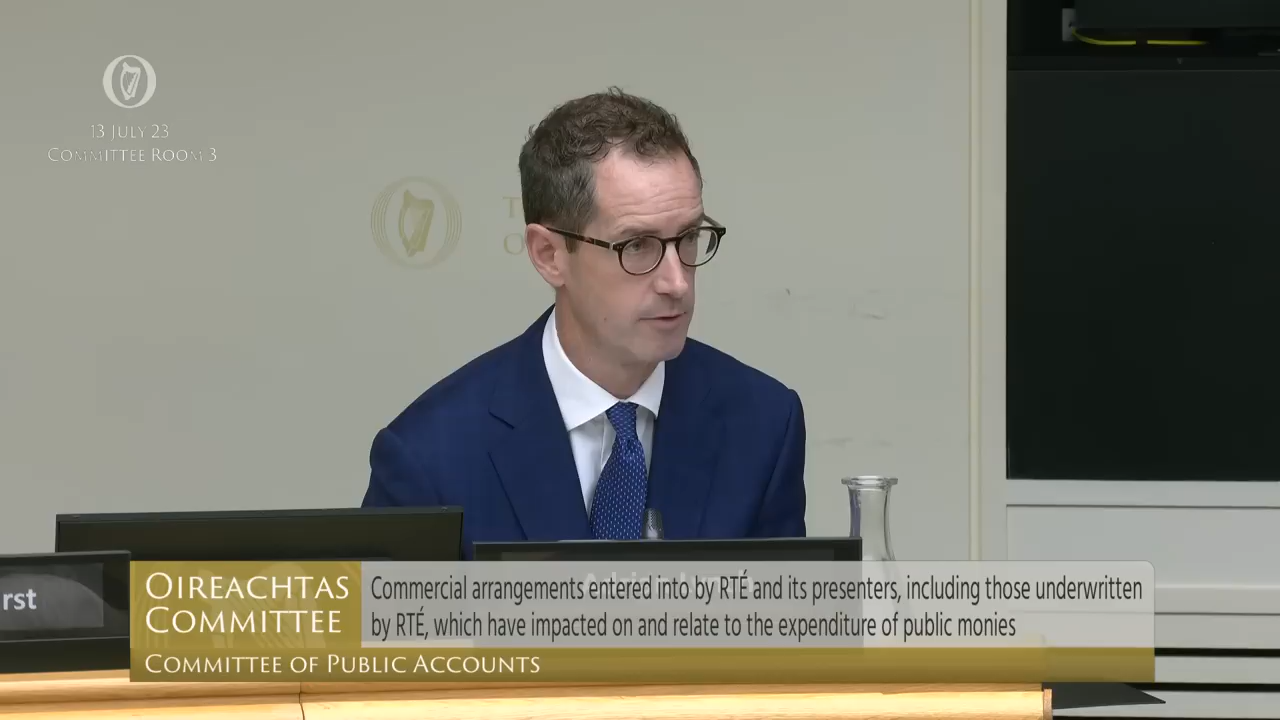 13 July 23
Committee Room 3
T
O
rst
Oireachtas
Committee
Commercial arrangements entered into by RTÉ and its presenters, including those underwritten
by RTÉ, which have impacted on and relate to the expenditure of public monies
Committee of Public Accounts